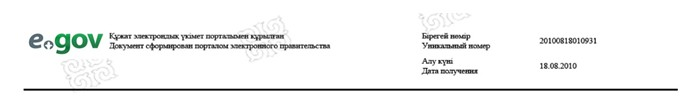 e.gov
Құжат электрондық үкімет порталымен құрылған
Документ сформирован порталом электронного правительства
Бірегей нөмір
Уникальный номер
20100818010931
Алу күні
Дата получения
18.08.2010